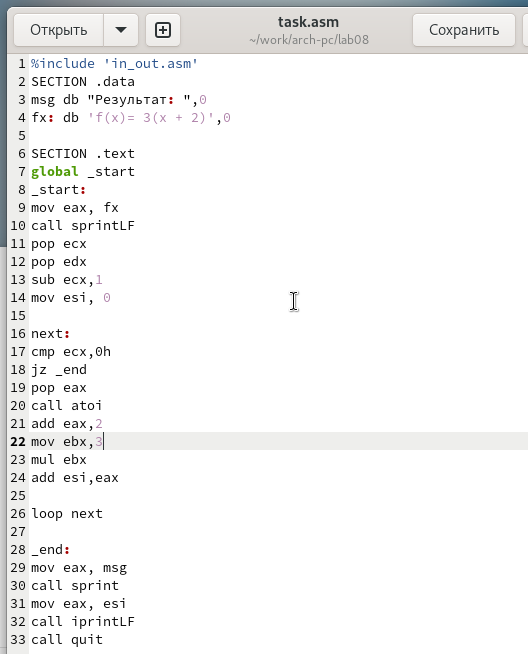 Открыть
task.asm
~/work/arch-pc/lab08
Сохранить
1 %include 'in_out.asm'
2 SECTION .data
3 msg db "Результат: ",0
4 fx: db 'f(x)= 3(x + 2)',0
5
6 SECTION .text
7 global _start
8 _start:
9 mov eax, fx
10 call sprintLF
11 pop ecx
12 pop edx
13 sub ecx,1
14 mov esi, 0
15
16 next:
17 cmp ecx,0h
18 jz _end
19 pop eax
20 call atoi
21 add eax,2
22 mov ebx,3
23 mul ebx
24 add esi,eax
25
26 loop next
27
28 _end:
29 mov eax, msg
30 call sprint
31 mov eax, esi
32 call iprintLF
33 call quit